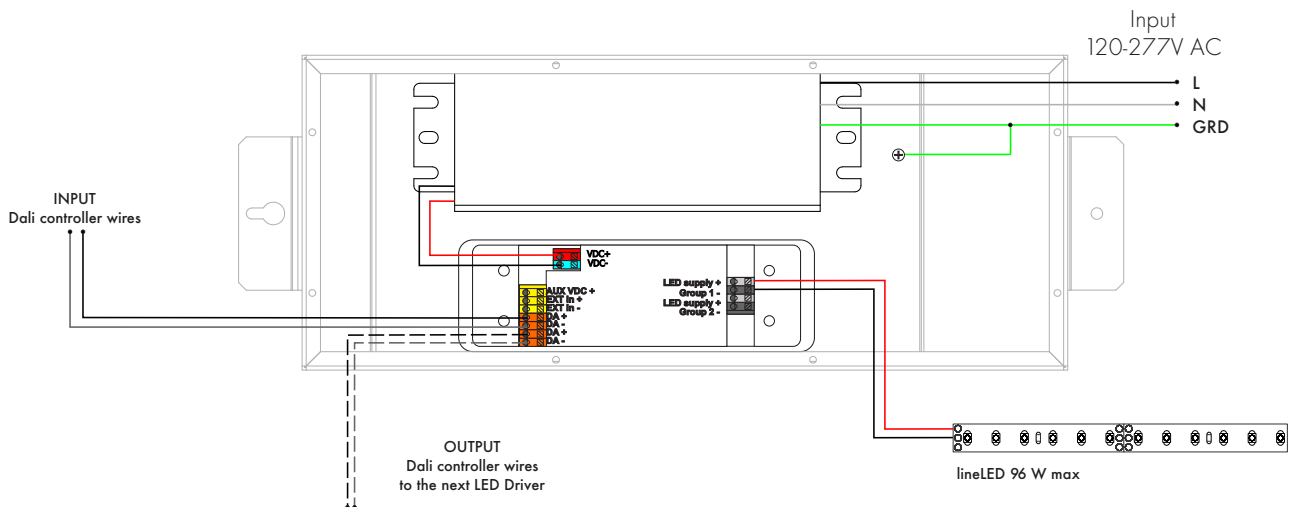 Input
120-277V AC
L
N
GRD
INPUT
Dali controller wires
VDC+
VDC-
AUX VDC +
EXT In +
EXT In -
DA +
DA -
DA +
DA -
LED supply +
Group 1 -
LED supply +
Group 2 -
OUTPUT
Dali controller wires
to the next LED Driver
lineLED 96 W max